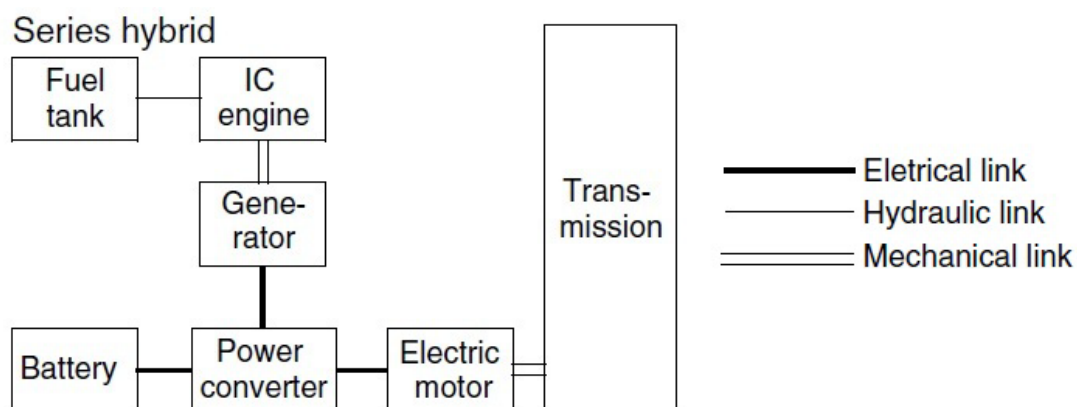 Series hybrid
Fuel
tank
IC
engine
Gene-
rator
Trans-
mission
Battery
Power
converter
Electric
motor
Eletrical link
Hydraulic link
Mechanical link